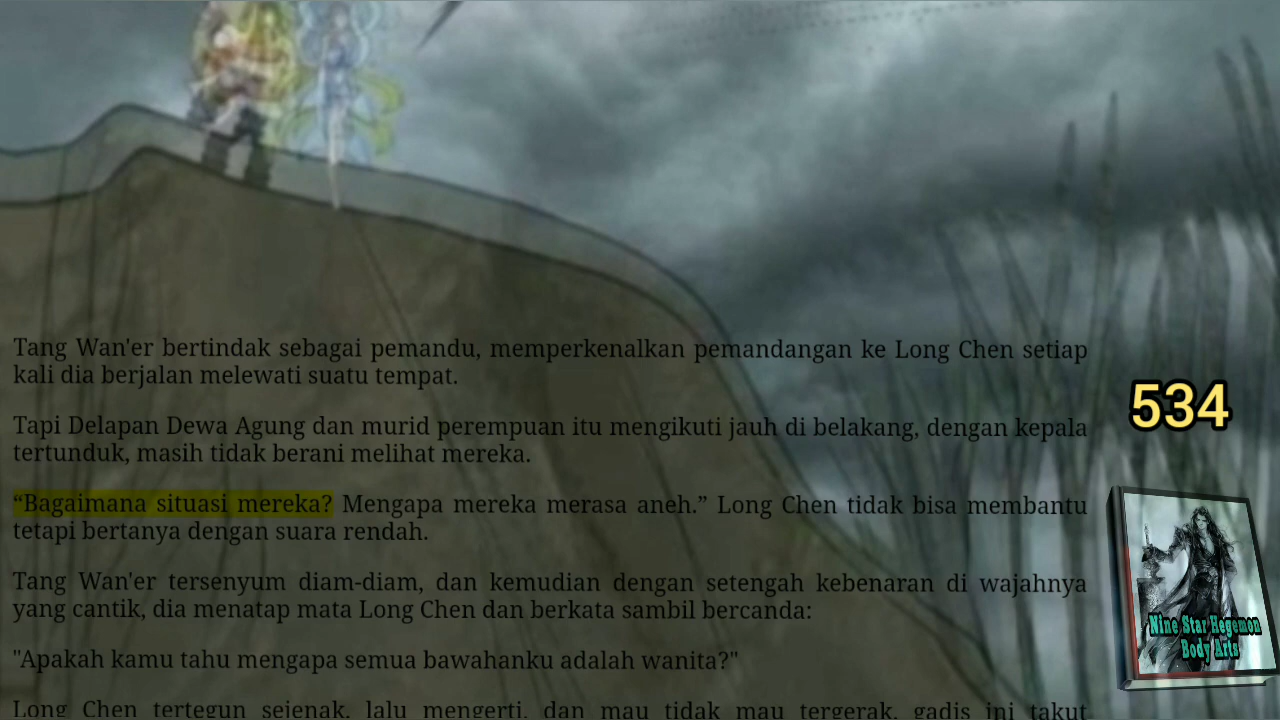 Tang Wan'er bertindak sebagai pemandu, memperkenalkan pemandangan ke Long Chen setiap
kali dia berjalan melewati suatu tempat.
Tapi Delapan Dewa Agung dan murid perempuan itu mengikuti jauh di belakang, dengan kepala
tertunduk, masih tidak berani melihat mereka.
“Bagaimana situasi mereka? Mengapa mereka merasa aneh.” Long Chen tidak bisa membantu
tetapi bertanya dengan suara rendah.
Tang Wan'er tersenyum diam-diam, dan kemudian dengan setengah kebenaran di wajahnya
yang cantik, dia menatap mata Long Chen dan berkata sambil bercanda:
"Apakah kamu tahu mengapa semua bawahanku adalah wanita?"
Long Chen tertegun sejenak, lalu mengerti, dan mau tidak mau tergerak, gadis ini takut
534
Nine Star Hegemon
Body Arts